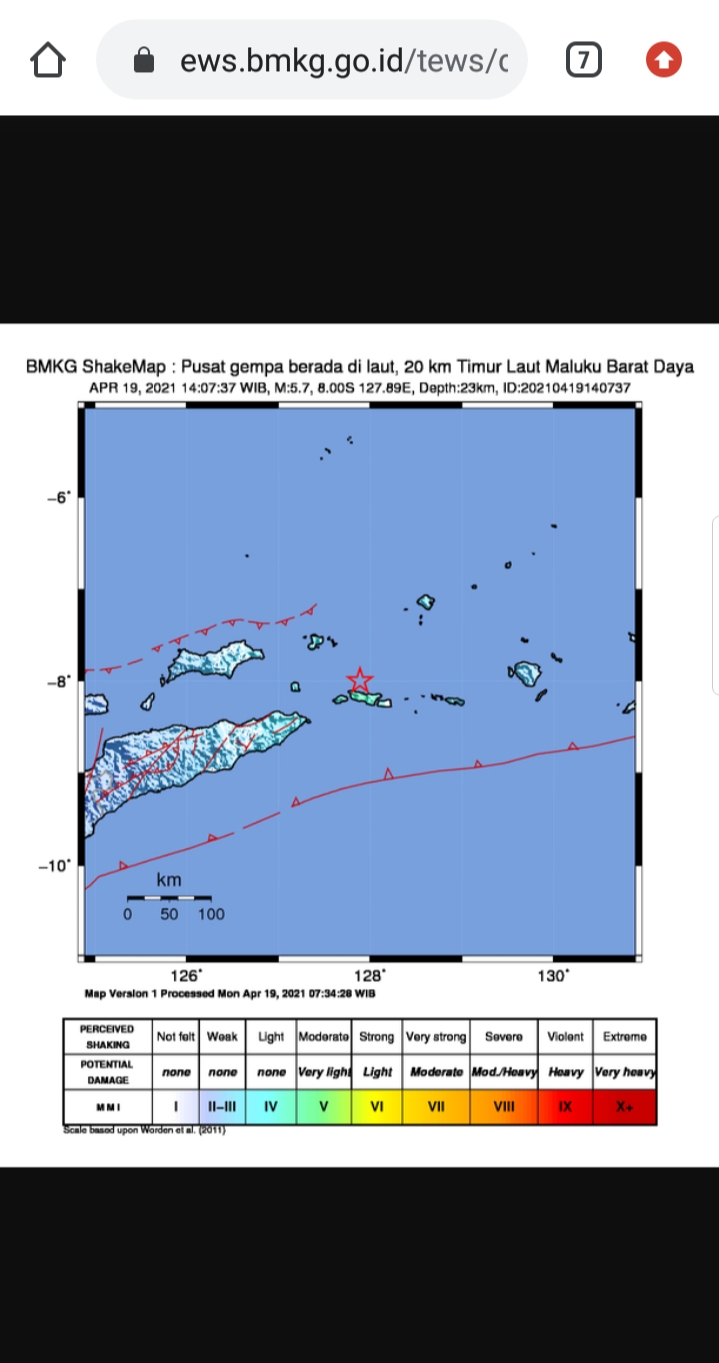 ews.bmkg.go.id/tews/c
7
BMKG ShakeMap : Pusat gempa berada di laut, 20 km Timur Laut Maluku Barat Daya
APR 19, 2021 14:07:37 WIB, M:5.7, 8.00S 127.89E, Depth:23km, ID:20210419140737
-6°
-8°
-10°
km
0 50 100
126° 128° 130°
Map Version 1 Processed Mon Apr 19, 2021 07:34:28 WIB
PERCEIVED SHAKING Not felt Weak Light Moderate Strong Very strong Severe Violent Extreme
POTENTIAL DAMAGE none none none Very light Light Moderate Mod./Heavy Heavy Very heavy
MMI I II-III IV V VI VII VIII IX X+
Scale based upon Worden et al. (2011)